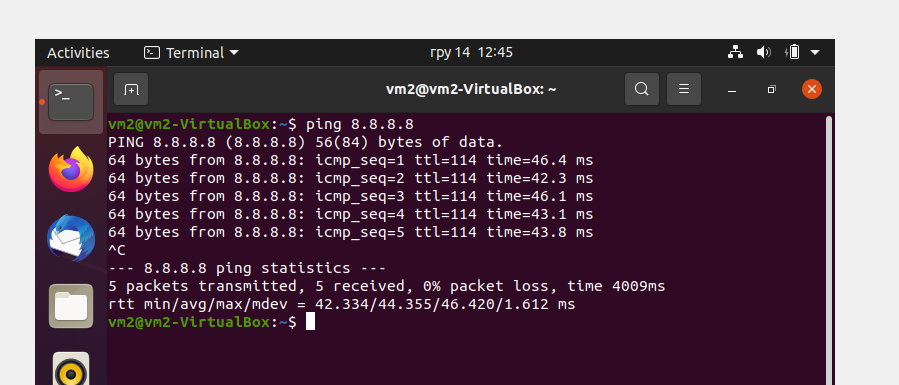 Activities Terminal гру 14 12:45
vm2@vm2-VirtualBox: ~
>_
vm2@vm2-VirtualBox:~$ ping 8.8.8.8
PING 8.8.8.8 (8.8.8.8) 56(84) bytes of data.
64 bytes from 8.8.8.8: icmp_seq=1 ttl=114 time=46.4 ms
64 bytes from 8.8.8.8: icmp_seq=2 ttl=114 time=42.3 ms
64 bytes from 8.8.8.8: icmp_seq=3 ttl=114 time=46.1 ms
64 bytes from 8.8.8.8: icmp_seq=4 ttl=114 time=43.1 ms
64 bytes from 8.8.8.8: icmp_seq=5 ttl=114 time=43.8 ms
^C
--- 8.8.8.8 ping statistics ---
5 packets transmitted, 5 received, 0% packet loss, time 4009ms
rtt min/avg/max/mdev = 42.334/44.355/46.420/1.612 ms
vm2@vm2-VirtualBox:~$